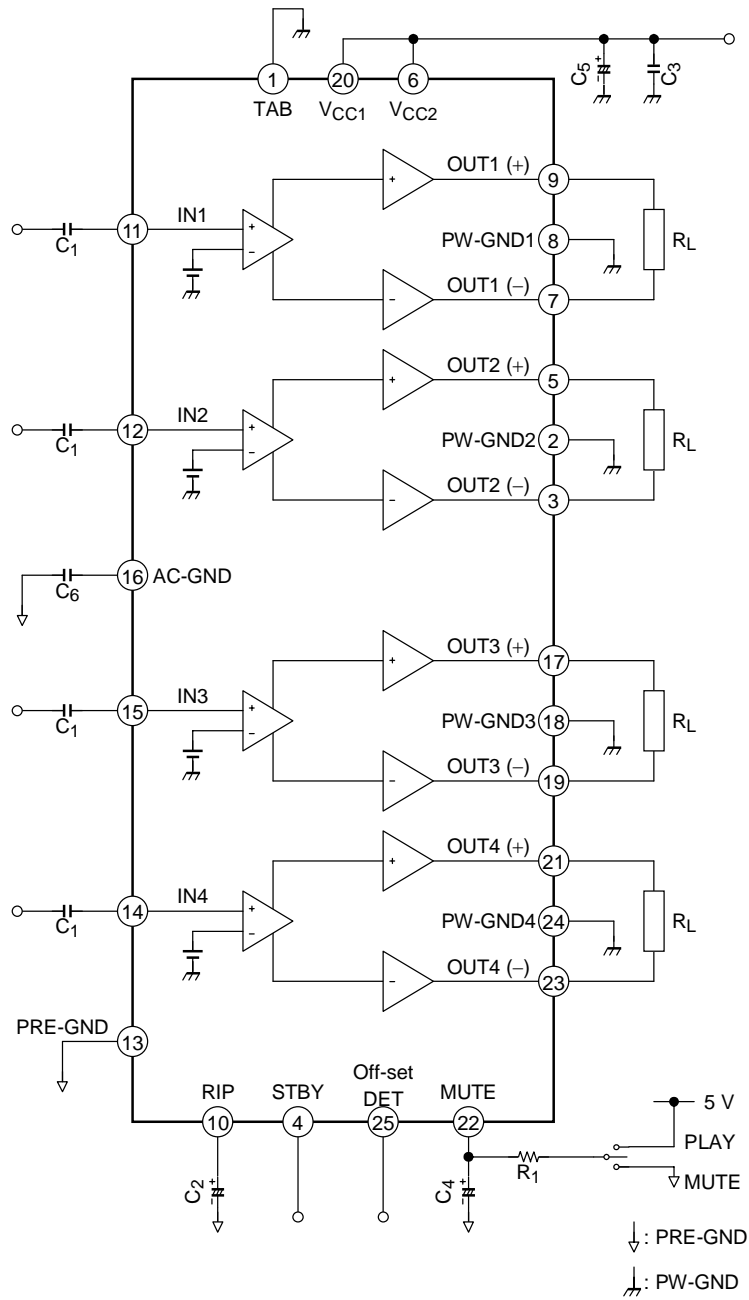 1 20 6
TAB VCC1 VCC2
C5 + − C3
OUT1 (+) 9
11 IN1 + −
C1
+
PW-GND1 8 RL
−
OUT1 (−) 7
OUT2 (+) 5
12 IN2 + −
C1
+
PW-GND2 2 RL
−
OUT2 (−) 3
16 AC-GND
C6
OUT3 (+) 17
15 IN3 + −
C1
+
PW-GND3 18 RL
−
OUT3 (−) 19
OUT4 (+) 21
14 IN4 + −
C1
+
PW-GND4 24 RL
−
OUT4 (−) 23
PRE-GND
13
RIP STBY Off-set DET MUTE
10 4 25 22
5 V
PLAY
R1
MUTE
C2 + −
C4 + −
: PRE-GND
: PW-GND